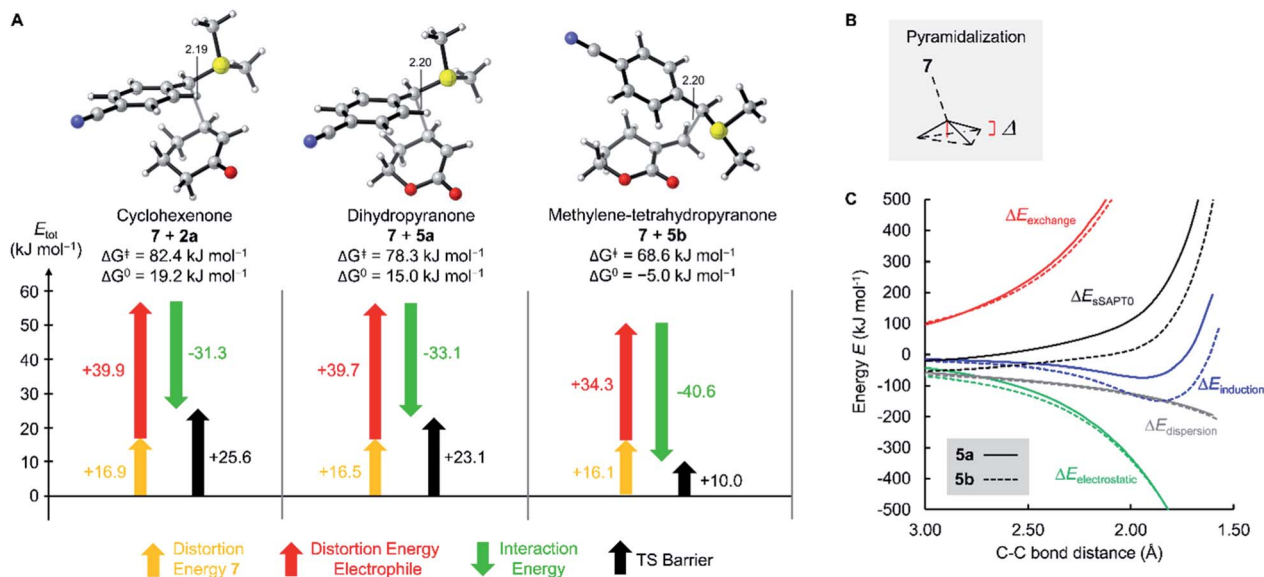 A
2.19
2.20
2.20
Cyclohexenone
7 + 2a
ΔG‡ = 82.4 kJ mol−1
ΔG0 = 19.2 kJ mol−1
Dihydropyranone
7 + 5a
ΔG‡ = 78.3 kJ mol−1
ΔG0 = 15.0 kJ mol−1
Methylene-tetrahydropyranone
7 + 5b
ΔG‡ = 68.6 kJ mol−1
ΔG0 = −5.0 kJ mol−1
Etot
(kJ mol−1)
60
50
40
30
20
10
0
+39.9
+16.9
-31.3
+25.6
+39.7
+16.5
-33.1
+23.1
+34.3
+16.1
-40.6
+10.0
Distortion
Energy 7
Distortion Energy
Electrophile
Interaction
Energy
TS Barrier
B
Pyramidalization
7
Δ
C
Energy E (kJ mol−1)
500
400
300
200
100
0
-100
-200
-300
-400
-500
ΔEexchange
ΔEsSAPT0
ΔEinduction
ΔEdispersion
ΔEelectrostatic
5a
5b
3.00
2.50
2.00
1.50
C-C bond distance (Å)